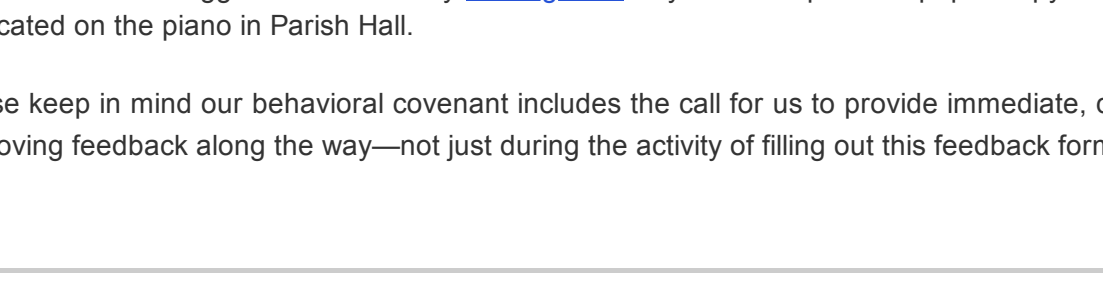 cated on the piano in Parish Hall.
se keep in mind our behavioral covenant includes the call for us to provide immediate,
oving feedback along the way—not just during the activity of filling out this feedback